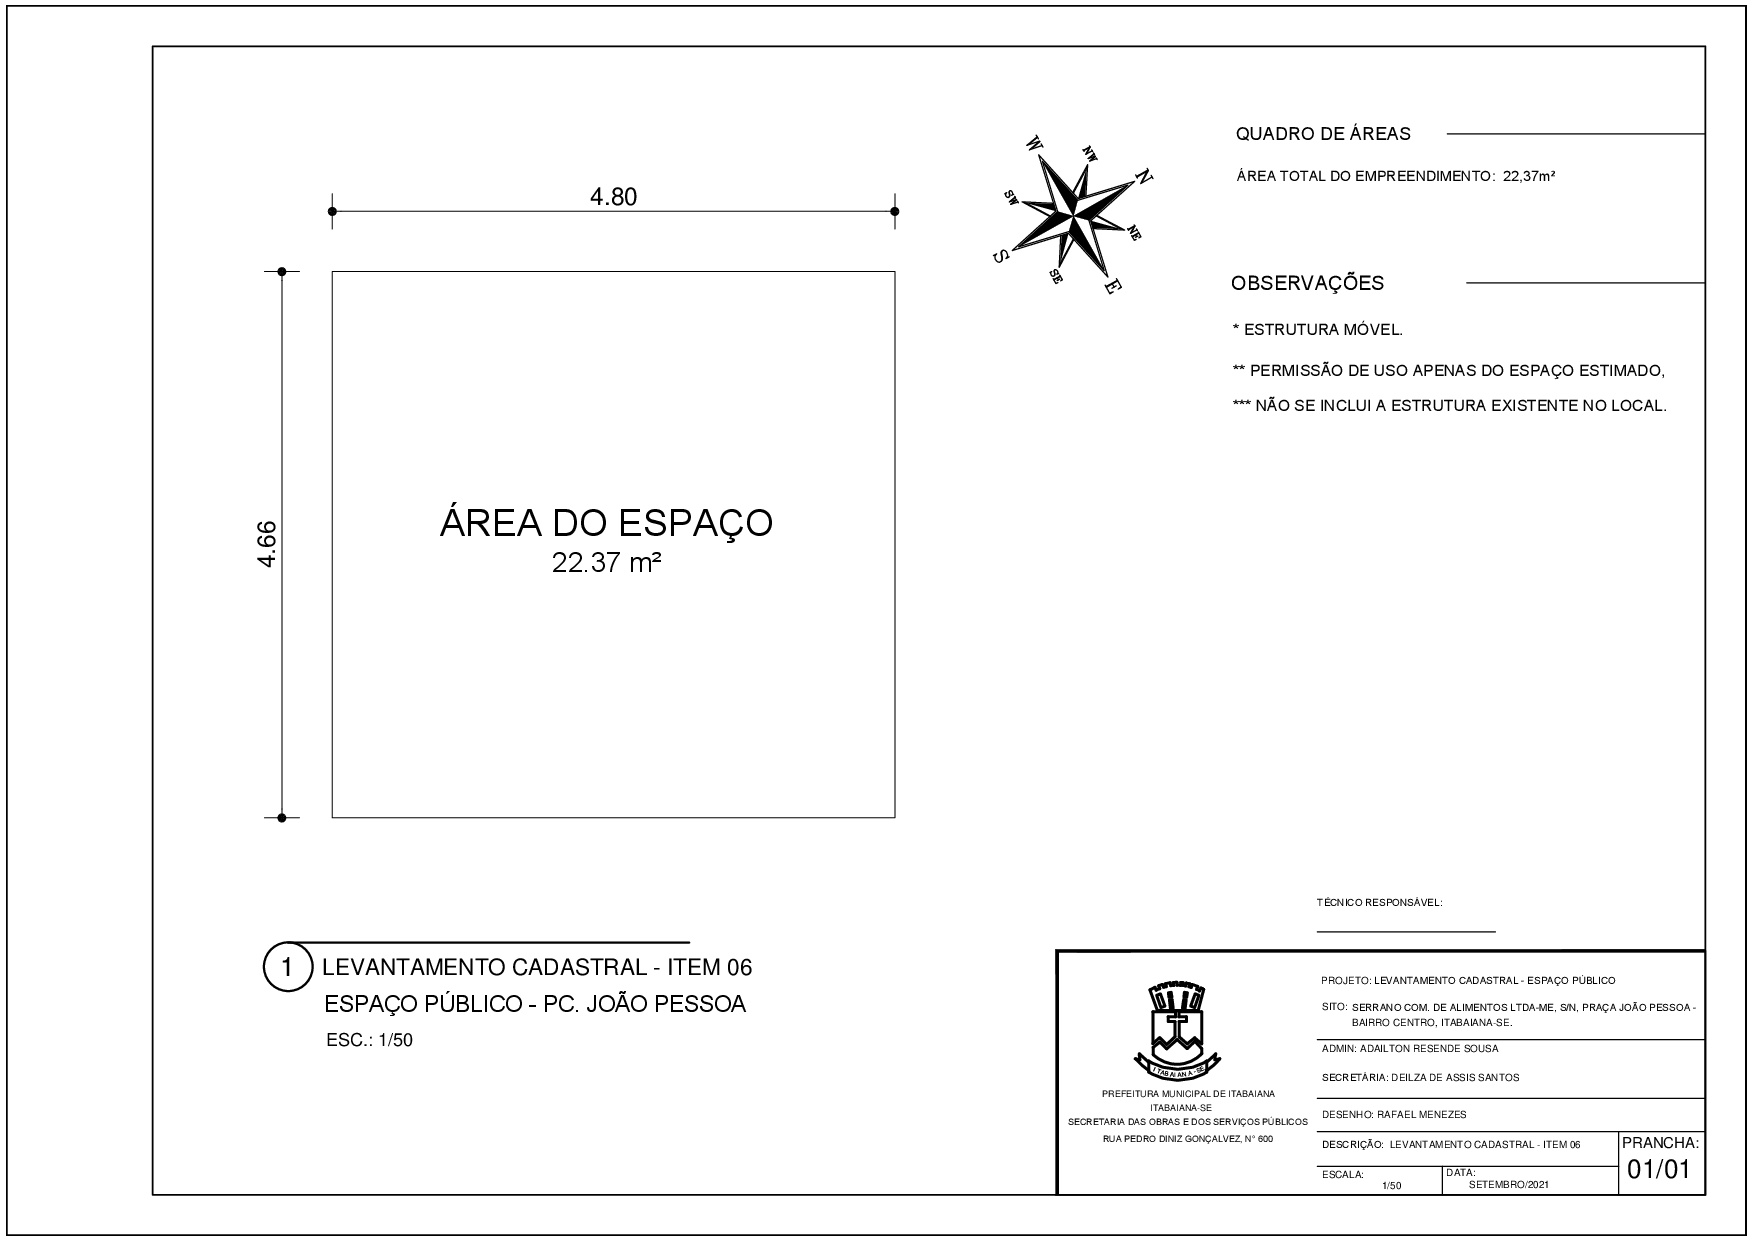 QUADRO DE ÁREAS
ÁREA TOTAL DO EMPREENDIMENTO: 22,37m²
W
NW
N
SW
NE
S
SE
E
4.80
OBSERVAÇÕES
* ESTRUTURA MÓVEL.
** PERMISSÃO DE USO APENAS DO ESPAÇO ESTIMADO,
*** NÃO SE INCLUI A ESTRUTURA EXISTENTE NO LOCAL.
4.66
ÁREA DO ESPAÇO
22.37 m²
1
LEVANTAMENTO CADASTRAL - ITEM 06
ESPAÇO PÚBLICO - PC. JOÃO PESSOA
ESC.: 1/50
TÉCNICO RESPONSÁVEL:
ITABAIANA-SE
PREFEITURA MUNICIPAL DE ITABAIANA
ITABAIANA-SE
SECRETARIA DAS OBRAS E DOS SERVIÇOS PÚBLICOS
RUA PEDRO DINIZ GONÇALVEZ, N° 600
PROJETO: LEVANTAMENTO CADASTRAL - ESPAÇO PÚBLICO
SITO: SERRANO COM. DE ALIMENTOS LTDA-ME, S/N, PRAÇA JOÃO PESSOA -
BAIRRO CENTRO, ITABAIANA-SE.
ADMIN: ADAILTON RESENDE SOUSA
SECRETÁRIA: DEILZA DE ASSIS SANTOS
DESENHO: RAFAEL MENEZES
DESCRIÇÃO: LEVANTAMENTO CADASTRAL - ITEM 06
ESCALA:
1/50
DATA:
SETEMBRO/2021
PRANCHA:
01/01